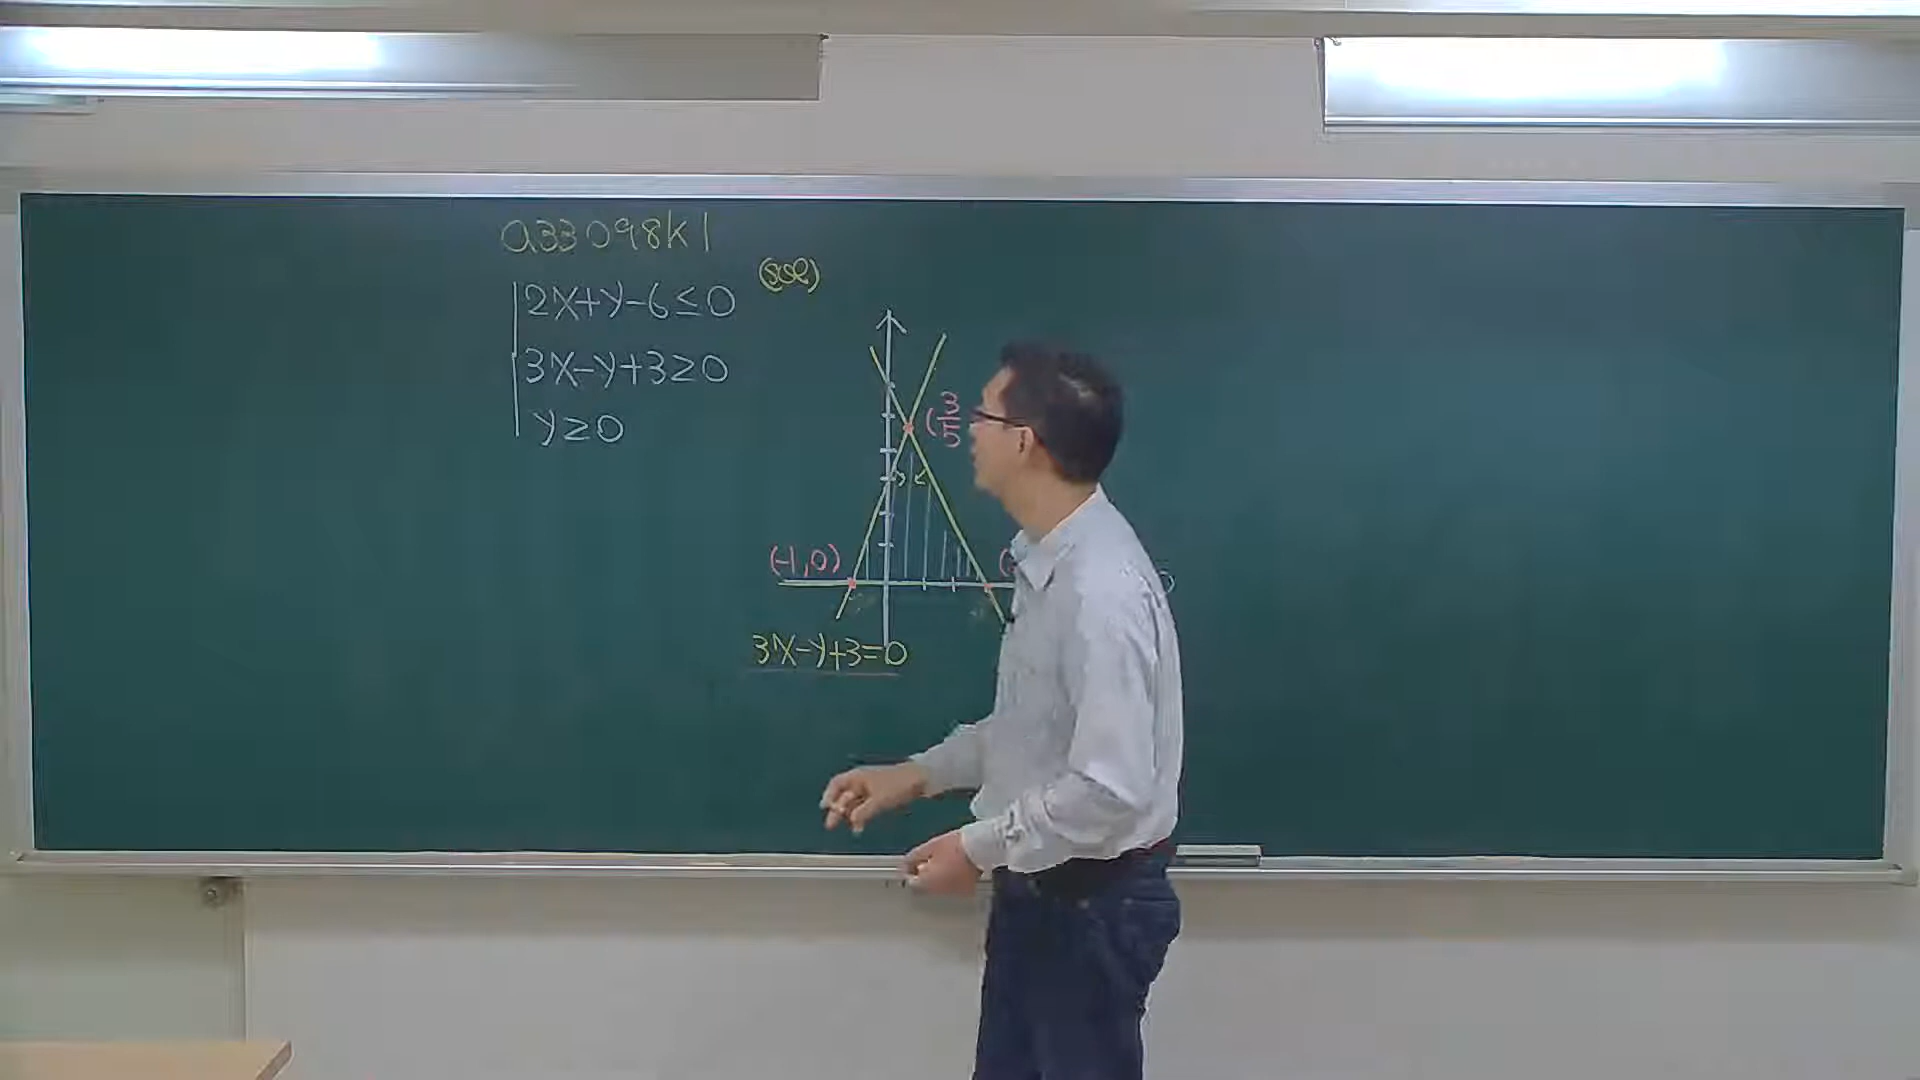 a33098k1
2x+y-6≤0
3x-y+3≥0
y≥0
(sol)
(3/5
(-1,0)
3x-y+3=0